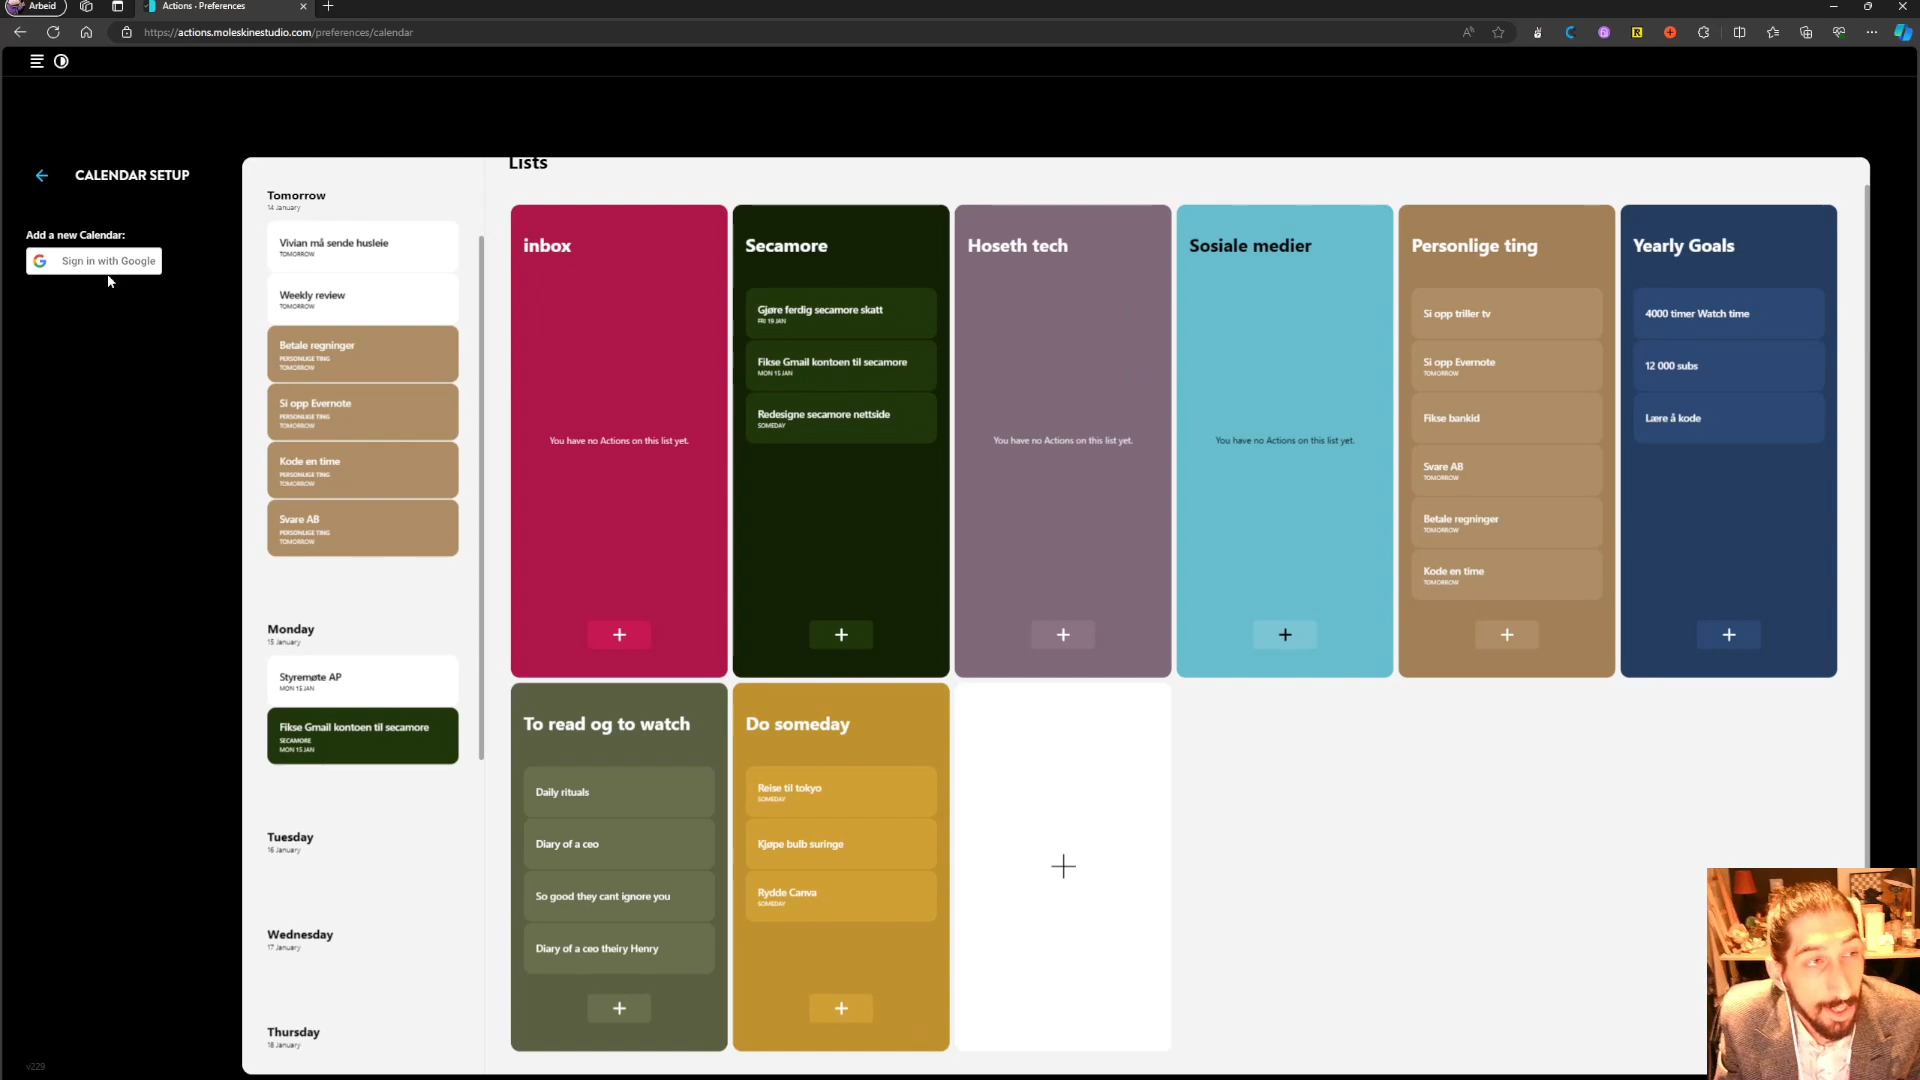 Arbeid
Actions · Preferences
https://actions.moleskinestudio.com/preferences/calendar
CALENDAR SETUP
Add a new Calendar:
Sign in with Google
v229
Tomorrow
14 January
Vivian må sende husleie
TOMORROW
Weekly review
TOMORROW
Betale regninger
PERSONLIGE TING
TOMORROW
Si opp Evernote
PERSONLIGE TING
TOMORROW
Kode en time
PERSONLIGE TING
TOMORROW
Svare AB
PERSONLIGE TING
TOMORROW
Monday
15 January
Styremøte AP
MON 15 JAN
Fikse Gmail kontoen til secamore
SECAMORE
MON 15 JAN
Tuesday
16 January
Wednesday
17 January
Thursday
18 January
Lists
inbox
You have no Actions on this list yet.
Secamore
Gjøre ferdig secamore skatt
FRI 19 JAN
Fikse Gmail kontoen til secamore
MON 15 JAN
Redesigne secamore nettside
SOMEDAY
Hoseth tech
You have no Actions on this list yet.
Sosiale medier
You have no Actions on this list yet.
Personlige ting
Si opp triller tv
Si opp Evernote
TOMORROW
Fikse bankid
Svare AB
TOMORROW
Betale regninger
TOMORROW
Kode en time
TOMORROW
Yearly Goals
4000 timer Watch time
12 000 subs
Lære å kode
To read og to watch
Daily rituals
Diary of a ceo
So good they cant ignore you
Diary of a ceo theiry Henry
Do someday
Reise til tokyo
SOMEDAY
Kjøpe bulb suringe
Rydde Canva
SOMEDAY